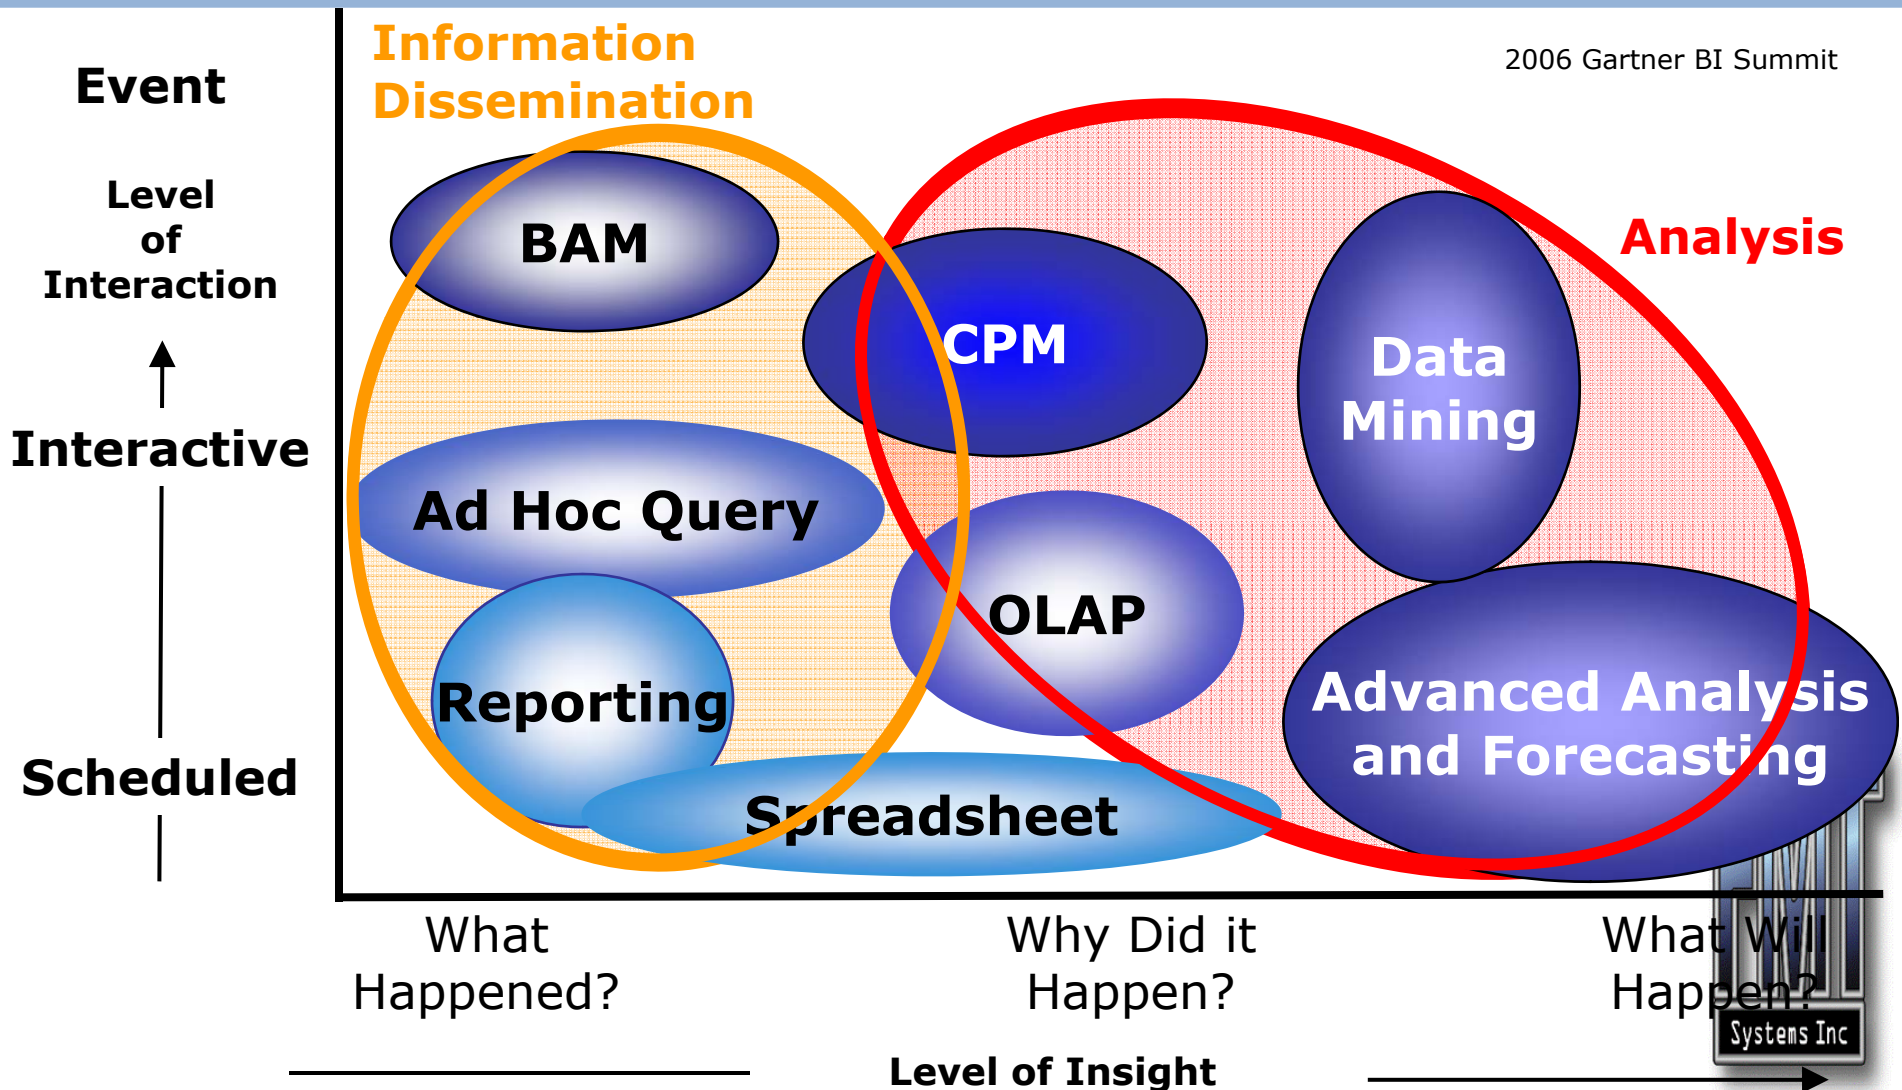 Information
Dissemination
2006 Gartner BI Summit
Event
Level
of
Interaction
Interactive
Scheduled
BAM
CPM
Analysis
Data
Mining
Ad Hoc Query
OLAP
Reporting
Advanced Analysis
and Forecasting
Spreadsheet
What
Happened?
Why Did it
Happen?
What Will
Happen?
Systems Inc
Level of Insight